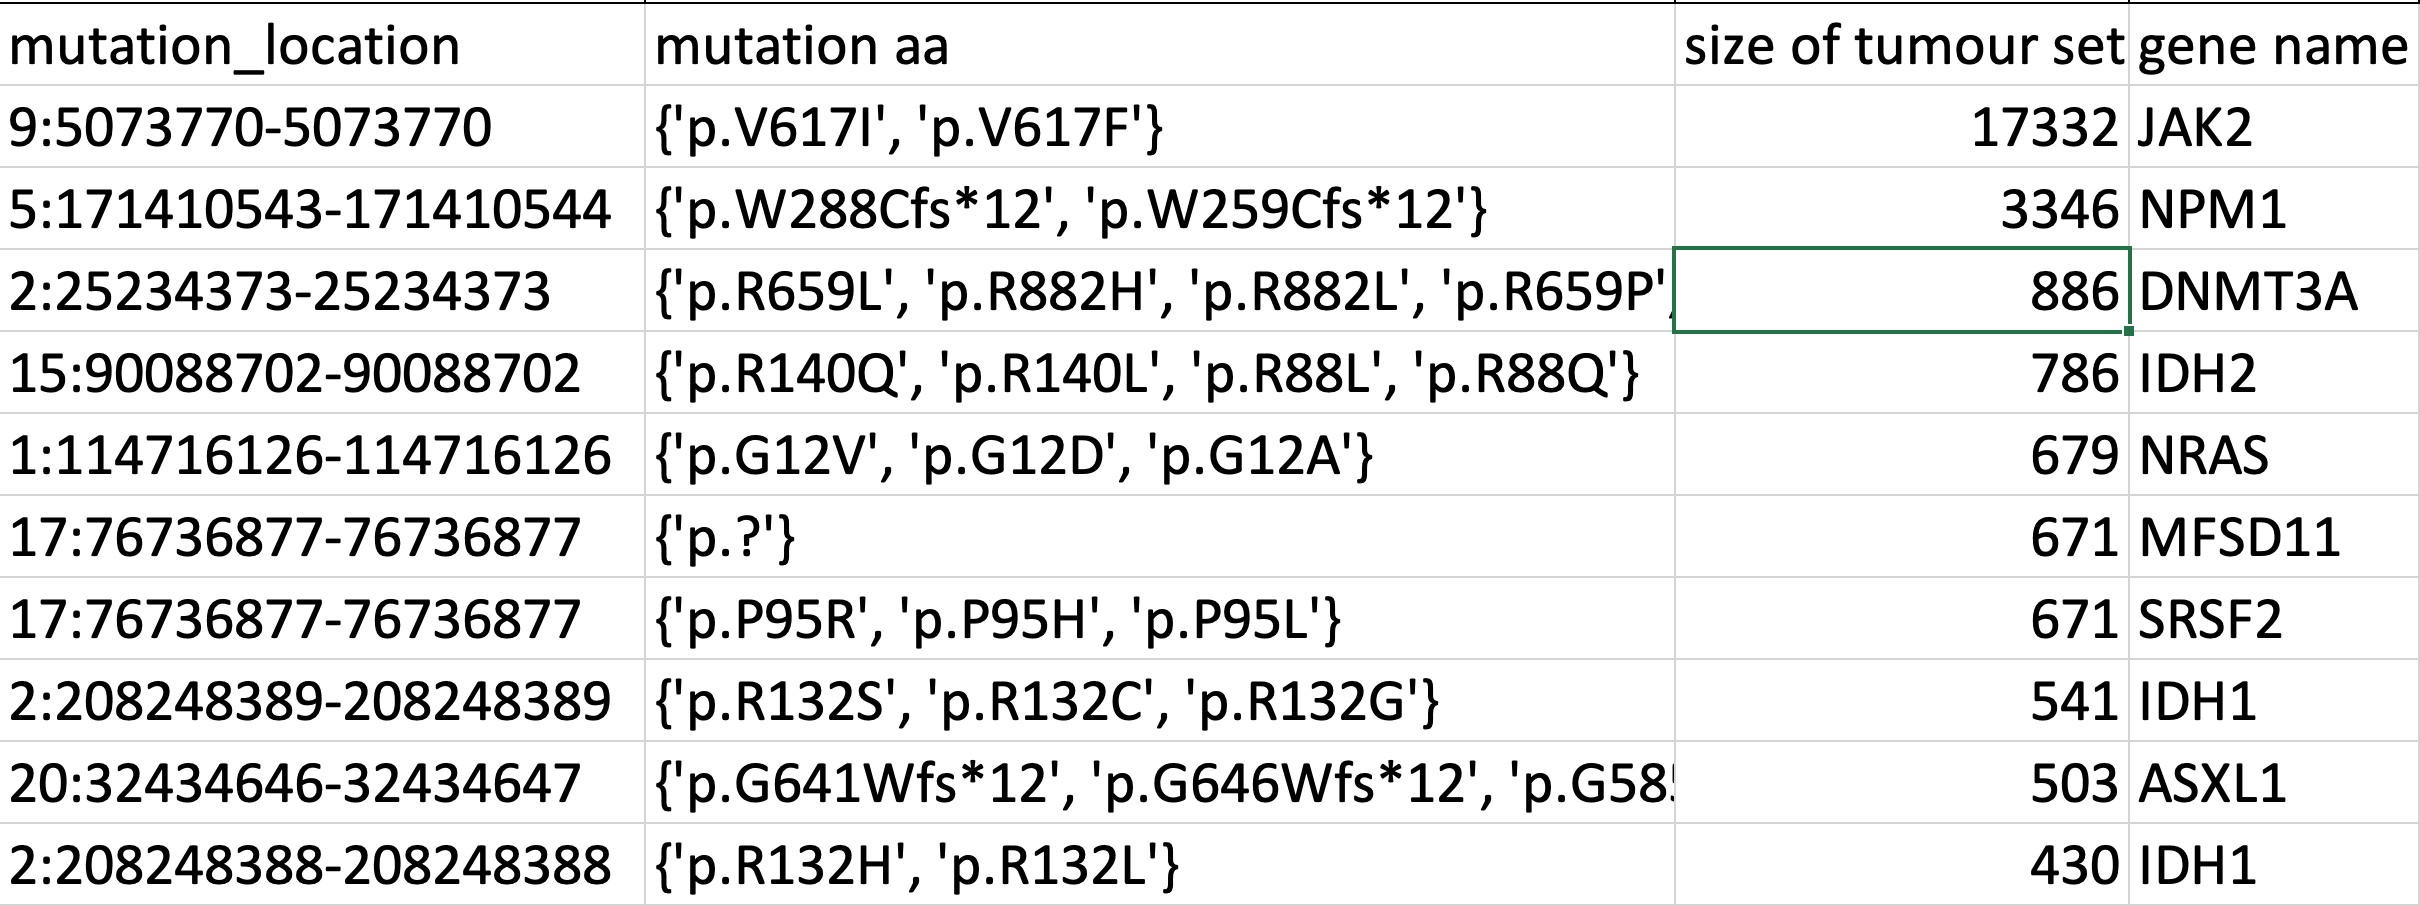 mutation_location mutation aa size of tumour set gene name
9:5073770-5073770 {'p.V617I', 'p.V617F'} 17332 JAK2
5:171410543-171410544 {'p.W288Cfs*12', 'p.W259Cfs*12'} 3346 NPM1
2:25234373-25234373 {'p.R659L', 'p.R882H', 'p.R882L', 'p.R659P', 886 DNMT3A
15:90088702-90088702 {'p.R140Q', 'p.R140L', 'p.R88L', 'p.R88Q'} 786 IDH2
1:114716126-114716126 {'p.G12V', 'p.G12D', 'p.G12A'} 679 NRAS
17:76736877-76736877 {'p.?'} 671 MFSD11
17:76736877-76736877 {'p.P95R', 'p.P95H', 'p.P95L'} 671 SRSF2
2:208248389-208248389 {'p.R132S', 'p.R132C', 'p.R132G'} 541 IDH1
20:32434646-32434647 {'p.G641Wfs*12', 'p.G646Wfs*12', 'p.G58 503 ASXL1
2:208248388-208248388 {'p.R132H', 'p.R132L'} 430 IDH1